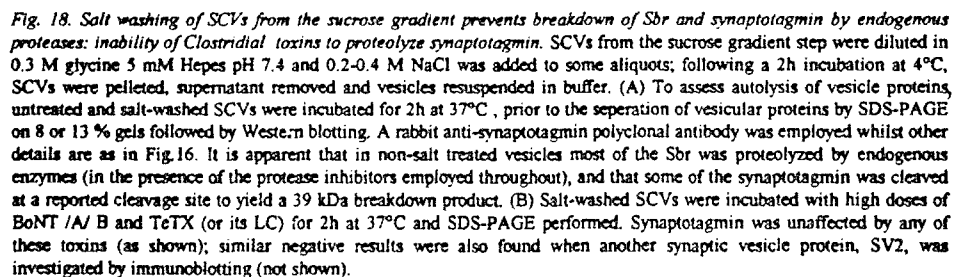 Fig. 18. Salt washing of SCVs from the sucrose gradient prevents breakdown of Sbr and synaptotagmin by endogenous
proteases: inability of Clostridial toxins to proteolyze synaptotagmin. SCVs from the sucrose gradient step were diluted in
0.3 M glycine 5 mM Hepes pH 7.4 and 0.2-0.4 M NaCl was added to some aliquots; following a 2h incubation at 4°C,
SCVs were pelleted, supernatant removed and vesicles resuspended in buffer. (A) To assess autolysis of vesicle proteins,
untreated and salt-washed SCVs were incubated for 2h at 37°C , prior to the seperation of vesicular proteins by SDS-PAGE
on 8 or 13 % gels followed by Western blotting. A rabbit anti-synaptotagmin polyclonal antibody was employed whilst other
details are as in Fig.16. It is apparent that in non-salt treated vesicles most of the Sbr was proteolyzed by endogenous
enzymes (in the presence of the protease inhibitors employed throughout), and that some of the synaptotagmin was cleaved
at a reported cleavage site to yield a 39 kDa breakdown product. (B) Salt-washed SCVs were incubated with high doses of
BoNT /A/ B and TeTX (or its LC) for 2h at 37°C and SDS-PAGE performed. Synaptotagmin was unaffected by any of
these toxins (as shown); similar negative results were also found when another synaptic vesicle protein, SV2, was
investigated by immunoblotting (not shown).